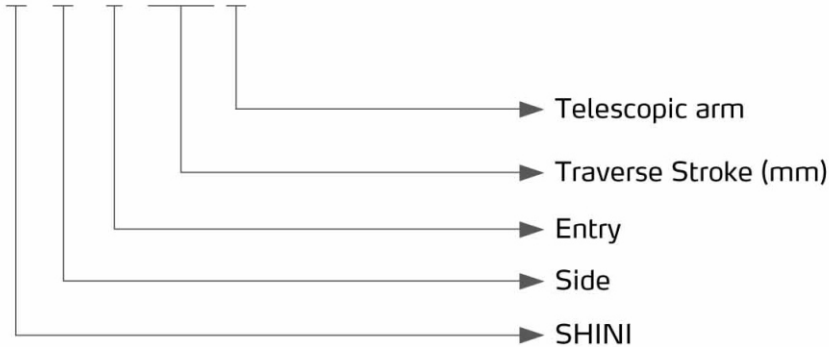 Telescopic arm
Traverse Stroke (mm)
Entry
Side
SHINI